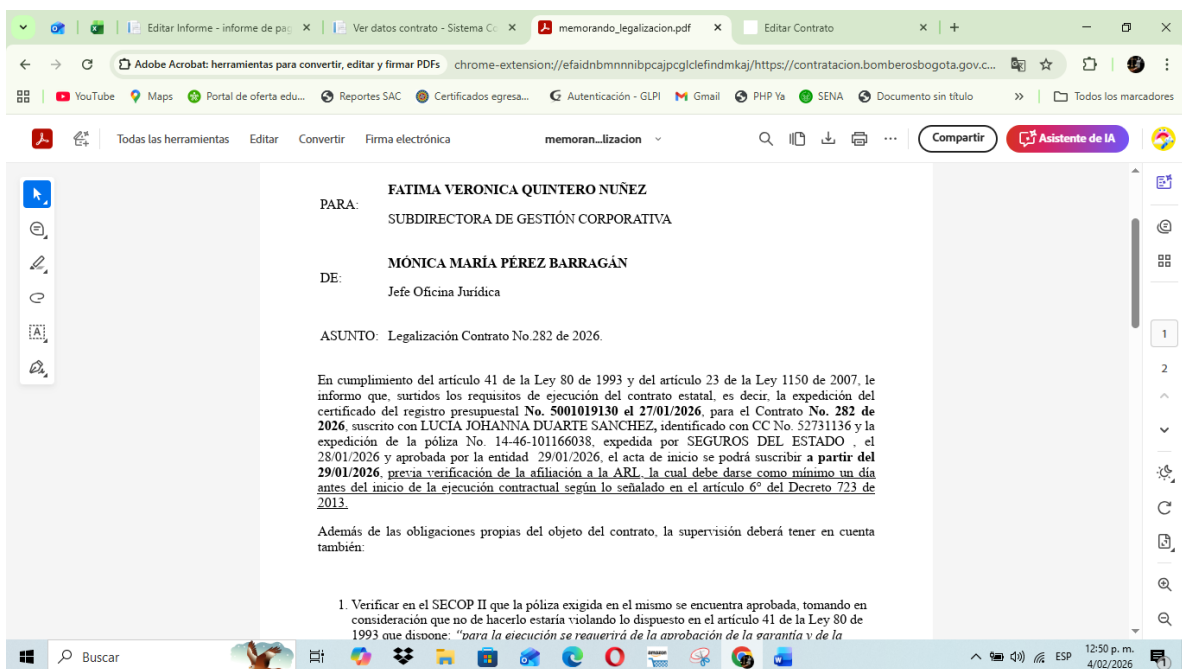 Editar Informe - informe de pag
Ver datos contrato - Sistema Co
memorando_legalizacion.pdf
Editar Contrato
Adobe Acrobat: herramientas para convertir, editar y firmar PDFs
chrome-extension://efaidnbmnnnibpcajpcglclefindmkaj/https://contratacion.bomberosbogota.gov.c...
YouTube
Maps
Portal de oferta edu...
Reportes SAC
Certificados egresa...
Autenticación - GLPI
Gmail
PHP Ya
SENA
Documento sin título
»
Todos los marcadores
Todas las herramientas
Editar
Convertir
Firma electrónica
memoran...lizacion
Compartir
Asistente de IA
PARA:
FATIMA VERONICA QUINTERO NUÑEZ
SUBDIRECTORA DE GESTIÓN CORPORATIVA
DE:
MÓNICA MARÍA PÉREZ BARRAGÁN
Jefe Oficina Jurídica
ASUNTO: Legalización Contrato No.282 de 2026.
En cumplimiento del artículo 41 de la Ley 80 de 1993 y del artículo 23 de la Ley 1150 de 2007, le
informo que, surtidos los requisitos de ejecución del contrato estatal, es decir, la expedición del
certificado del registro presupuestal No. 5001019130 el 27/01/2026, para el Contrato No. 282 de
2026, suscrito con LUCIA JOHANNA DUARTE SANCHEZ, identificado con CC No. 52731136 y la
expedición de la póliza No. 14-46-101166038, expedida por SEGUROS DEL ESTADO , el
28/01/2026 y aprobada por la entidad 29/01/2026, el acta de inicio se podrá suscribir a partir del
29/01/2026, previa verificación de la afiliación a la ARL, la cual debe darse como mínimo un día
antes del inicio de la ejecución contractual según lo señalado en el artículo 6° del Decreto 723 de
2013.
Además de las obligaciones propias del objeto del contrato, la supervisión deberá tener en cuenta
también:
1. Verificar en el SECOP II que la póliza exigida en el mismo se encuentra aprobada, tomando en
consideración que no de hacerlo estaría violando lo dispuesto en el artículo 41 de la Ley 80 de
1993 que dispone: "para la ejecución se requerirá de la aprobación de la garantía y de la
1
2
Buscar
ESP
12:50 p. m.
4/02/2026